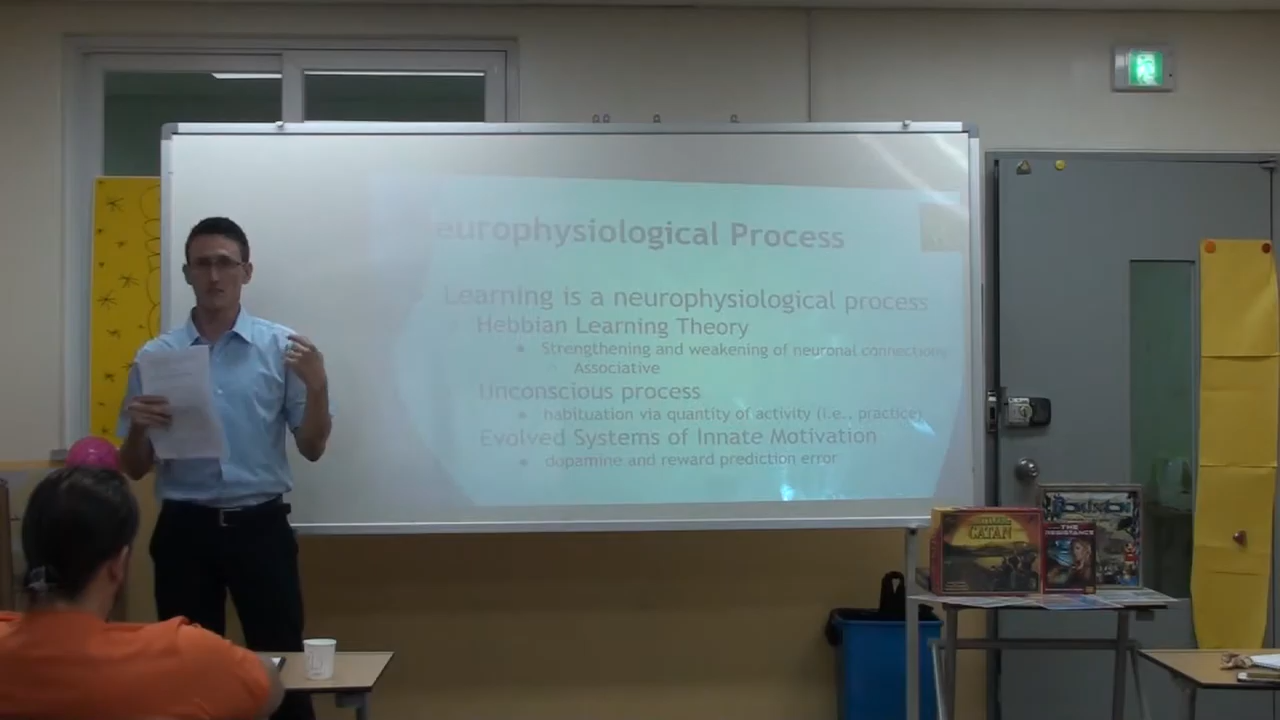 europhysiological Process
Learning is a neurophysiological process
Hebbian Learning Theory
Strengthening and weakening of neuronal connections
Associative
Unconscious process
habituation via quantity of activity (i.e., practice)
Evolved Systems of Innate Motivation
dopamine and reward prediction error
CATAN
THE
RESISTANCE
DOMINION